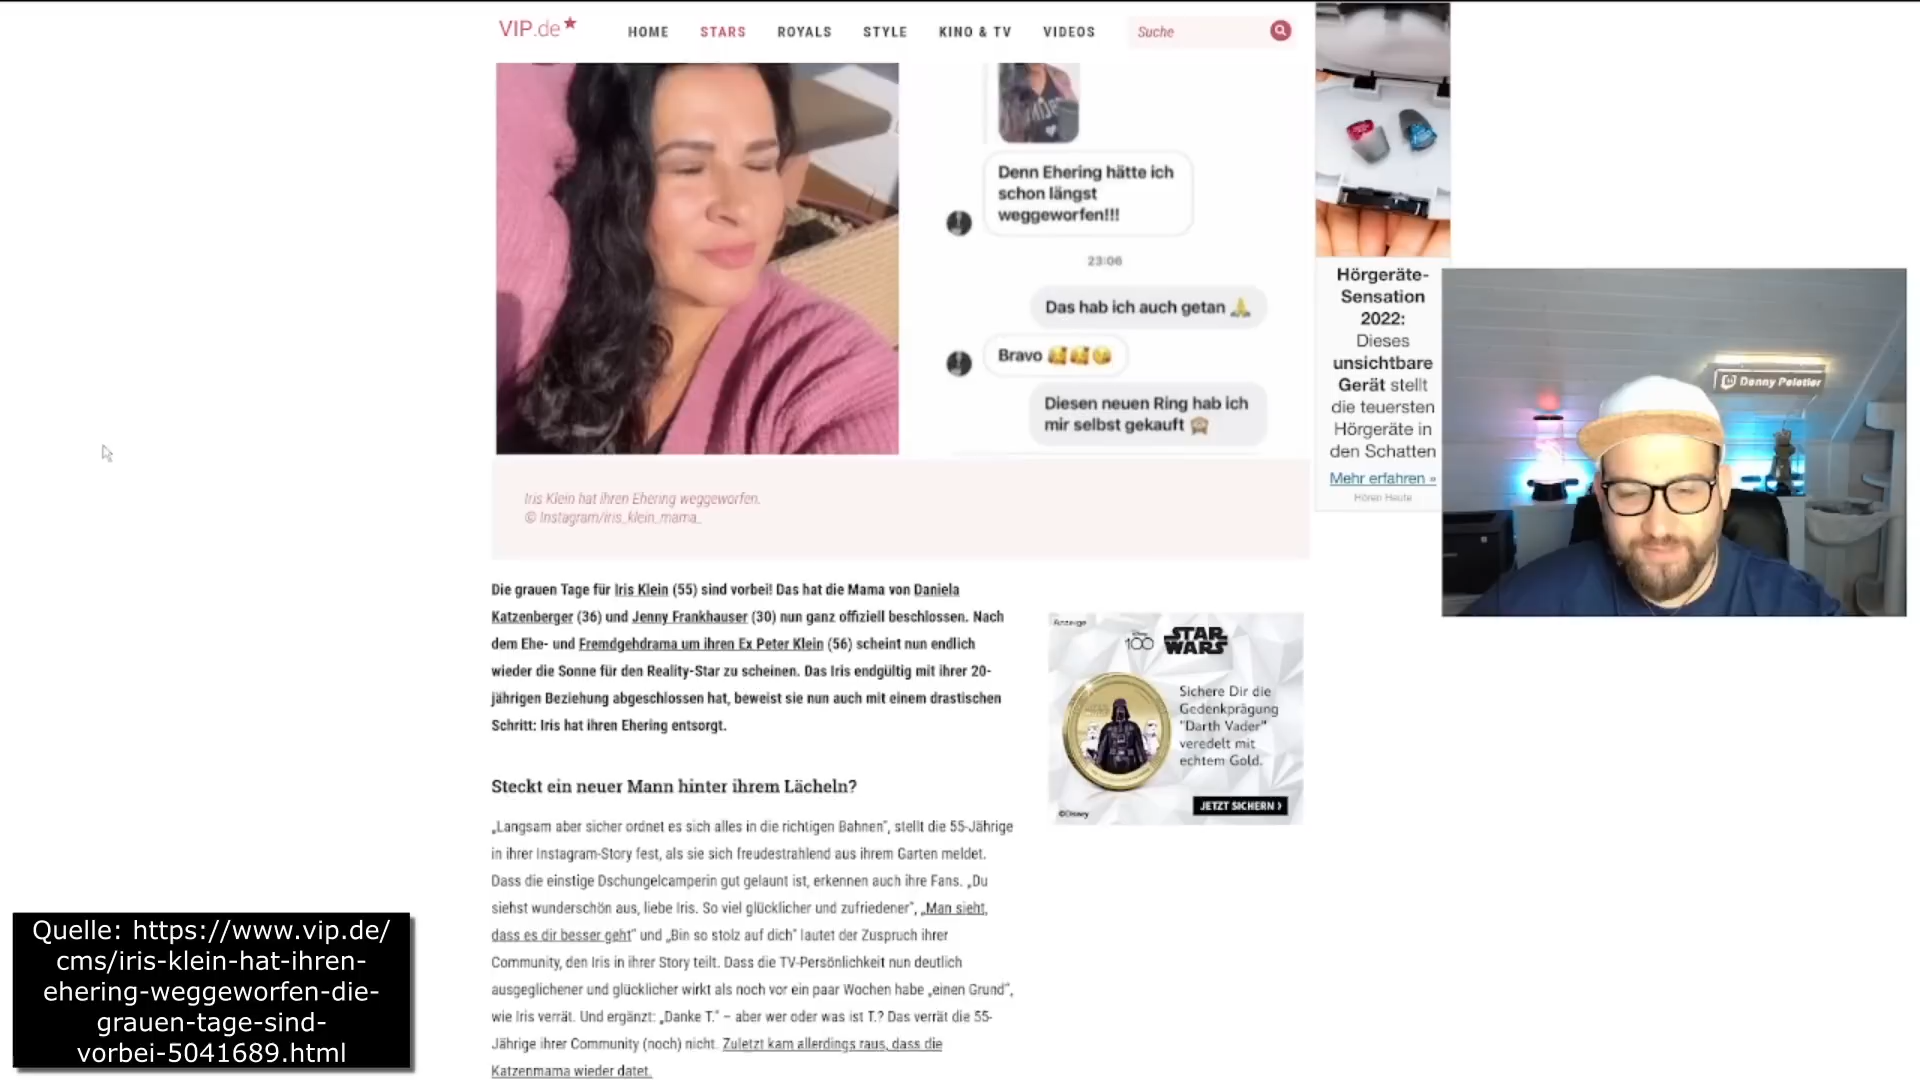 VIP.de
HOME STARS ROYALS STYLE KINO & TV VIDEOS
Suche
Denn Ehering hätte ich
schon längst
weggeworfen!!!
23:06
Das hab ich auch getan 🙏
Bravo 🥰🥰😘
Diesen neuen Ring hab ich
mir selbst gekauft 🙈
Iris Klein hat ihren Ehering weggeworfen.
© Instagram/iris_klein_mama_
Die grauen Tage für Iris Klein (55) sind vorbei! Das hat die Mama von Daniela
Katzenberger (36) und Jenny Frankhauser (30) nun ganz offiziell beschlossen. Nach
dem Ehe- und Fremdgehdrama um ihren Ex Peter Klein (56) scheint nun endlich
wieder die Sonne für den Reality-Star zu scheinen. Das Iris endgültig mit ihrer 20-
jährigen Beziehung abgeschlossen hat, beweist sie nun auch mit einem drastischen
Schritt: Iris hat ihren Ehering entsorgt.
Steckt ein neuer Mann hinter ihrem Lächeln?
„Langsam aber sicher ordnet es sich alles in die richtigen Bahnen", stellt die 55-Jährige
in ihrer Instagram-Story fest, als sie sich freudestrahlend aus ihrem Garten meldet.
Dass die einstige Dschungelcamperin gut gelaunt ist, erkennen auch ihre Fans. „Du
siehst wunderschön aus, liebe Iris. So viel glücklicher und zufriedener", „Man sieht,
dass es dir besser geht" und „Bin so stolz auf dich" lautet der Zuspruch ihrer
Community, den Iris in ihrer Story teilt. Dass die TV-Persönlichkeit nun deutlich
ausgeglichener und glücklicher wirkt als noch vor ein paar Wochen habe „einen Grund",
wie Iris verrät. Und ergänzt: „Danke T." – aber wer oder was ist T.? Das verrät die 55-
Jährige ihrer Community (noch) nicht. Zuletzt kam allerdings raus, dass die
Katzenmama wieder datet.
Anzeige
Disney
100
STAR
WARS
Sichere Dir die
Gedenkprägung
"Darth Vader"
veredelt mit
echtem Gold.
JETZT SICHERN ›
©Disney
Hörgeräte-
Sensation
2022:
Dieses
unsichtbare
Gerät stellt
die teuersten
Hörgeräte in
den Schatten
Mehr erfahren »
Hören Heute
Danny Peletier
Quelle: https://www.vip.de/
cms/iris-klein-hat-ihren-
ehering-weggeworfen-die-
grauen-tage-sind-
vorbei-5041689.html